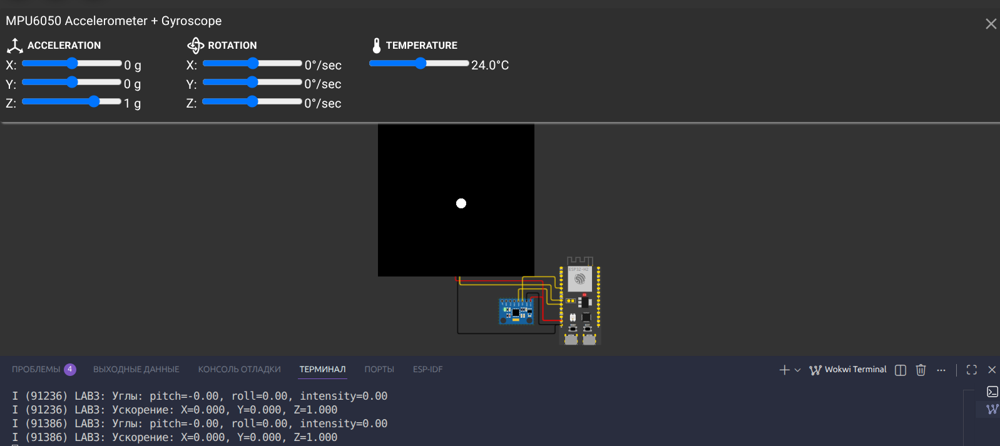 MPU6050 Accelerometer + Gyroscope
ACCELERATION
X: 0 g
Y: 0 g
Z: 1 g
ROTATION
X: 0°/sec
Y: 0°/sec
Z: 0°/sec
TEMPERATURE
24.0°C
ESP32-H2
ПРОБЛЕМЫ 4 ВЫХОДНЫЕ ДАННЫЕ КОНСОЛЬ ОТЛАДКИ ТЕРМИНАЛ ПОРТЫ ESP-IDF Wokwi Terminal
I (91236) LAB3: Углы: pitch=-0.00, roll=0.00, intensity=0.00
I (91236) LAB3: Ускорение: X=0.000, Y=0.000, Z=1.000
I (91386) LAB3: Углы: pitch=-0.00, roll=0.00, intensity=0.00
I (91386) LAB3: Ускорение: X=0.000, Y=0.000, Z=1.000